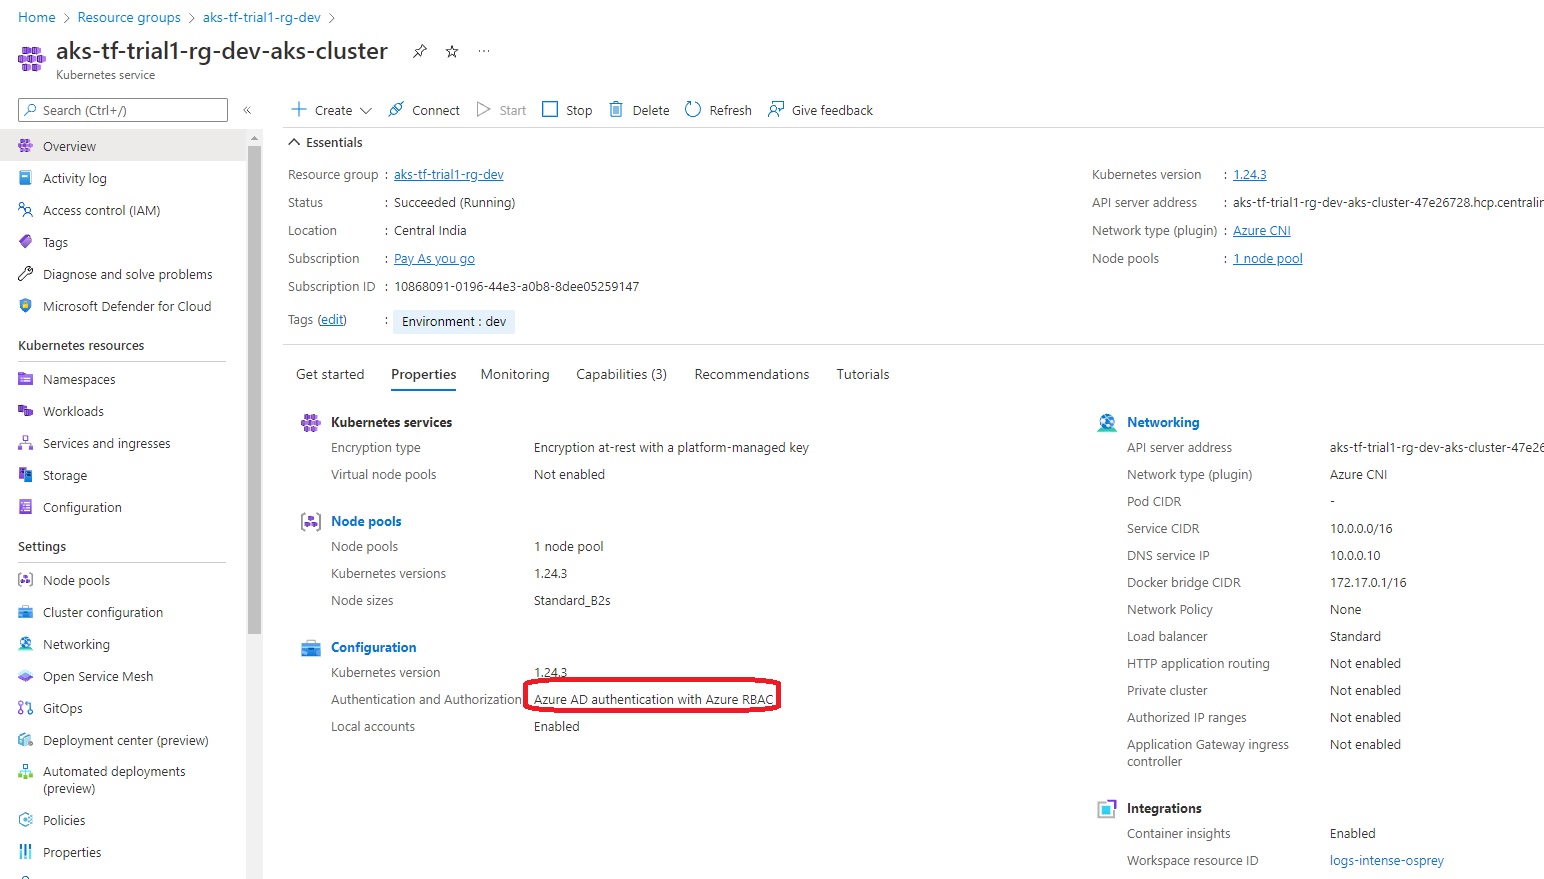 Home > Resource groups > aks-tf-trial1-rg-dev >
aks-tf-trial1-rg-dev-aks-cluster
Kubernetes service
Search (Ctrl+/)
«
Create
Connect
Start
Stop
Delete
Refresh
Give feedback
Overview
Activity log
Access control (IAM)
Tags
Diagnose and solve problems
Microsoft Defender for Cloud
Kubernetes resources
Namespaces
Workloads
Services and ingresses
Storage
Configuration
Settings
Node pools
Cluster configuration
Networking
Open Service Mesh
GitOps
Deployment center (preview)
Automated deployments
(preview)
Policies
Properties
Essentials
Resource group : aks-tf-trial1-rg-dev
Status : Succeeded (Running)
Location : Central India
Subscription : Pay As you go
Subscription ID : 10868091-0196-44e3-a0b8-8dee05259147
Tags (edit) : Environment : dev
Kubernetes version : 1.24.3
API server address : aks-tf-trial1-rg-dev-aks-cluster-47e26728.hcp.centralin
Network type (plugin) : Azure CNI
Node pools : 1 node pool
Get started
Properties
Monitoring
Capabilities (3)
Recommendations
Tutorials
Kubernetes services
Encryption type Encryption at-rest with a platform-managed key
Virtual node pools Not enabled
Node pools
Node pools 1 node pool
Kubernetes versions 1.24.3
Node sizes Standard_B2s
Configuration
Kubernetes version 1.24.3
Authentication and Authorization Azure AD authentication with Azure RBAC
Local accounts Enabled
Networking
API server address aks-tf-trial1-rg-dev-aks-cluster-47e26
Network type (plugin) Azure CNI
Pod CIDR -
Service CIDR 10.0.0.0/16
DNS service IP 10.0.0.10
Docker bridge CIDR 172.17.0.1/16
Network Policy None
Load balancer Standard
HTTP application routing Not enabled
Private cluster Not enabled
Authorized IP ranges Not enabled
Application Gateway ingress Not enabled
controller
Integrations
Container insights Enabled
Workspace resource ID logs-intense-osprey